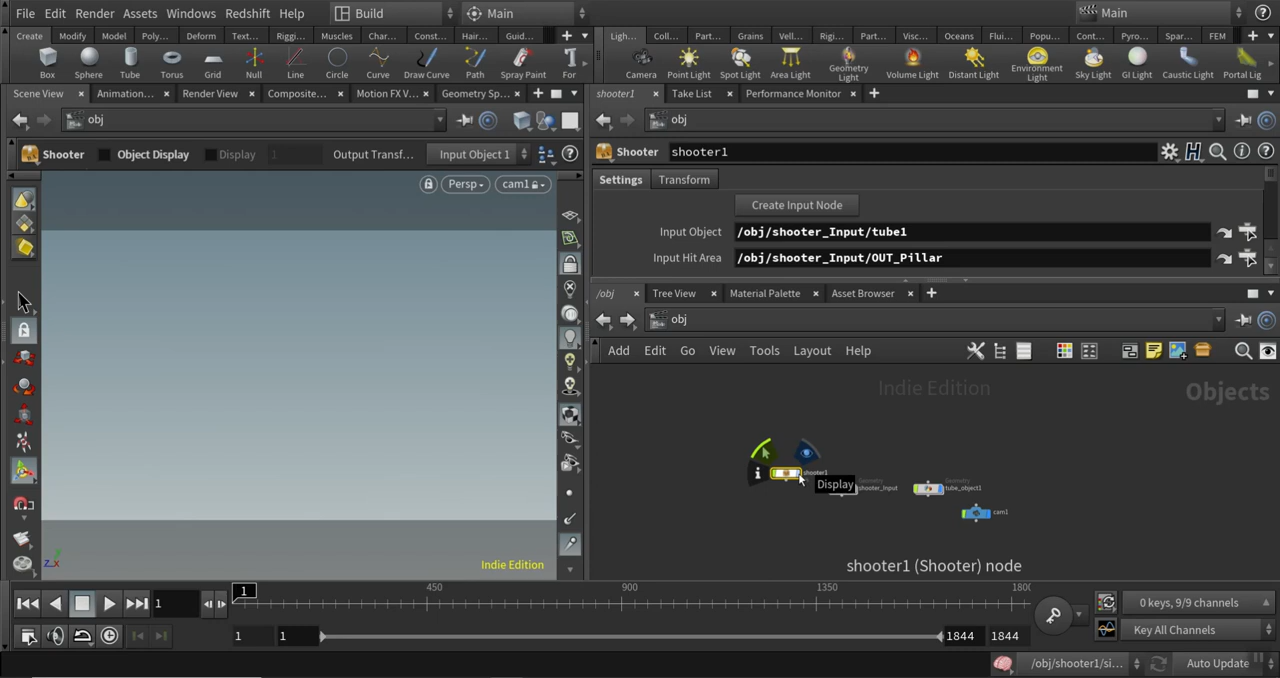 File Edit Render Assets Windows Redshift Help Build Main Main
Create Modify Model Poly... Deform Text... Riggi... Muscles Char... Const... Hair... Guid... Ligh... Coll... Part... Grains Vell... Rigi... Part... Visc... Oceans Flui... Popu... Cont... Pyro... Spar... FEM
Box Sphere Tube Torus Grid Null Line Circle Curve Draw Curve Path Spray Paint For
Camera Point Light Spot Light Area Light Geometry Light Volume Light Distant Light Environment Light Sky Light GI Light Caustic Light Portal Lig
Scene View Animation... Render View Composite... Motion FX V... Geometry Sp... shooter1 Take List Performance Monitor
obj obj
Shooter Object Display Display 1 Output Transf... Input Object 1
Shooter shooter1
Settings Transform
Persp cam1
Create Input Node
Input Object /obj/shooter_Input/tube1
Input Hit Area /obj/shooter_Input/OUT_Pillar
/obj Tree View Material Palette Asset Browser
obj
Add Edit Go View Tools Layout Help
Indie Edition Objects
shooter1
Display
Geometry
shooter_Input
Geometry
tube_object1
cam1
shooter1 (Shooter) node
Z X
Indie Edition
1 450 900 1350 1800
1 0 keys, 9/9 channels
1 1 1844 1844 Key All Channels
/obj/shooter1/si... Auto Update